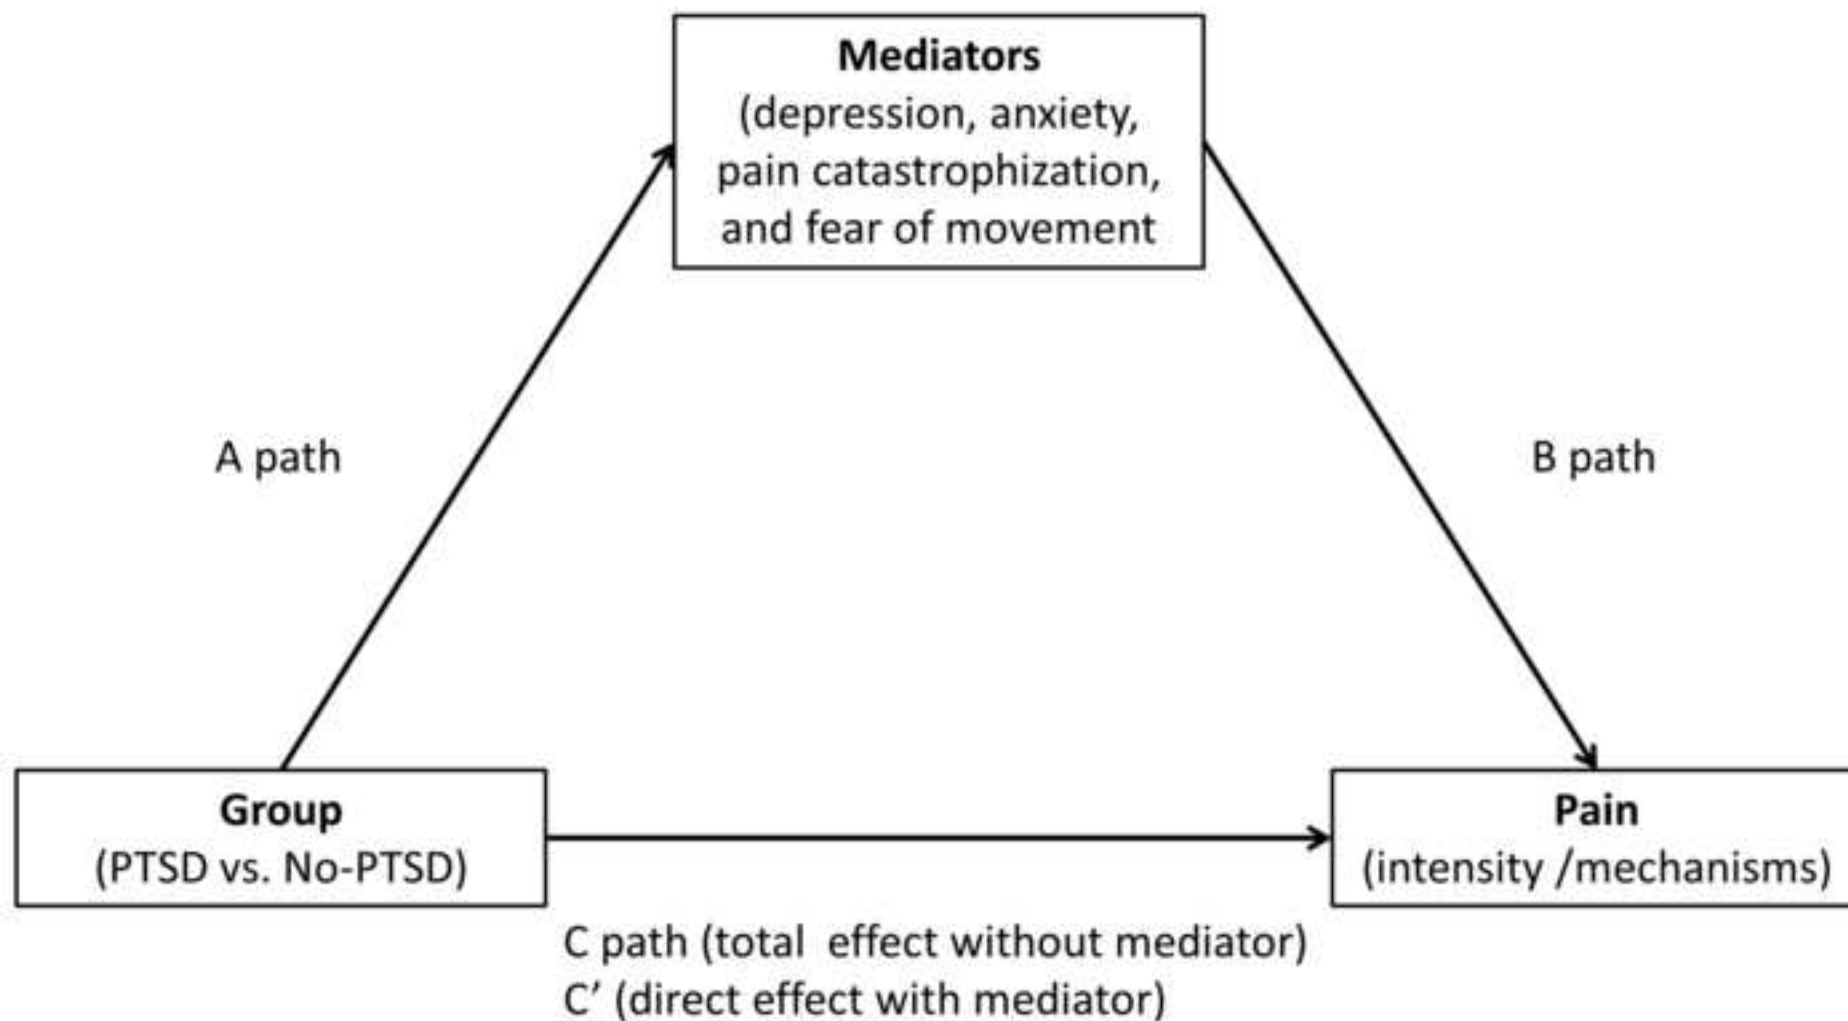 Mediators
(depression, anxiety,
pain catastrophization,
and fear of movement
A path
B path
Group
(PTSD vs. No-PTSD)
Pain
(intensity /mechanisms)
C path (total effect without mediator)
C’ (direct effect with mediator)